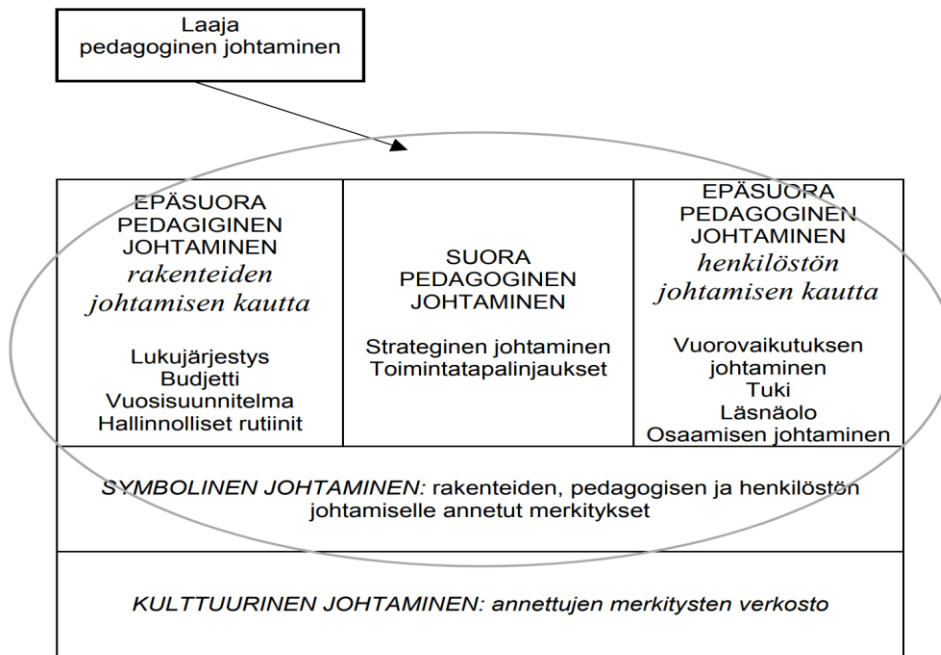 Laaja
pedagoginen johtaminen
EPÄSUORA
PEDAGIGINEN
JOHTAMINEN
rakenteiden
johtamisen kautta
Lukujärjestys
Budjetti
Vuosisuunnitelma
Hallinnolliset rutiinit
SUORA
PEDAGOGINEN
JOHTAMINEN
Strateginen johtaminen
Toimintatapalinjaukset
EPÄSUORA
PEDAGOGINEN
JOHTAMINEN
henkilöstön
johtamisen kautta
Vuorovaikutuksen
johtaminen
Tuki
Läsnäolo
Osaamisen johtaminen
SYMBOLINEN JOHTAMINEN: rakenteiden, pedagogisen ja henkilöstön
johtamiselle annetut merkitykset
KULTTUURINEN JOHTAMINEN: annettujen merkitysten verkosto